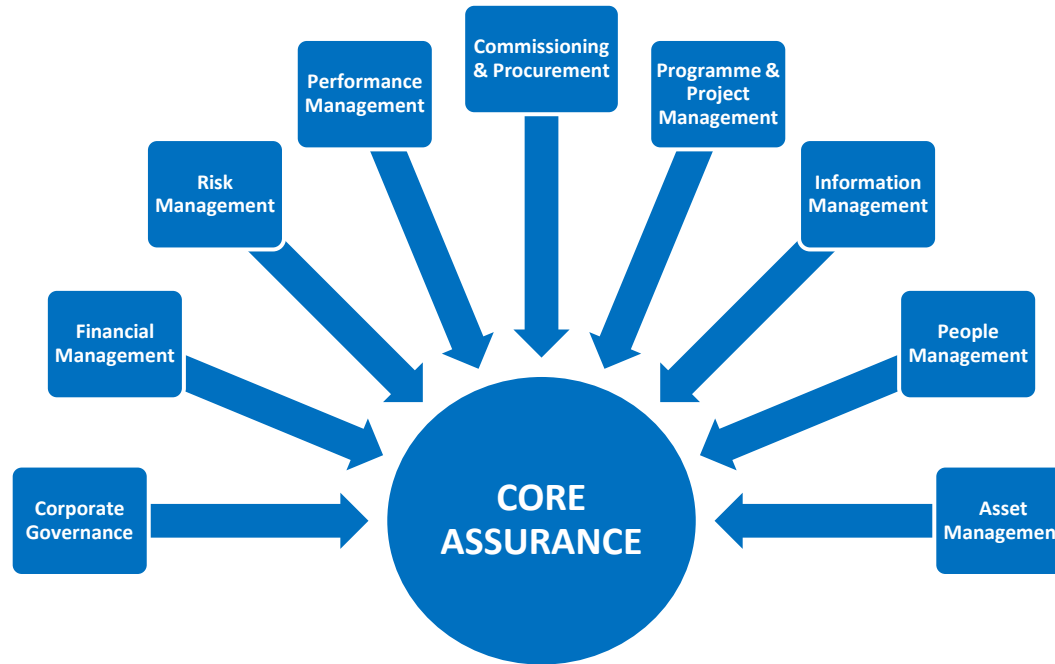 Commissioning
& Procurement
Programme &
Project
Management
Performance
Management
Risk
Management
Information
Management
Financial
Management
People
Management
Corporate
Governance
CORE
ASSURANCE
Asset
Management